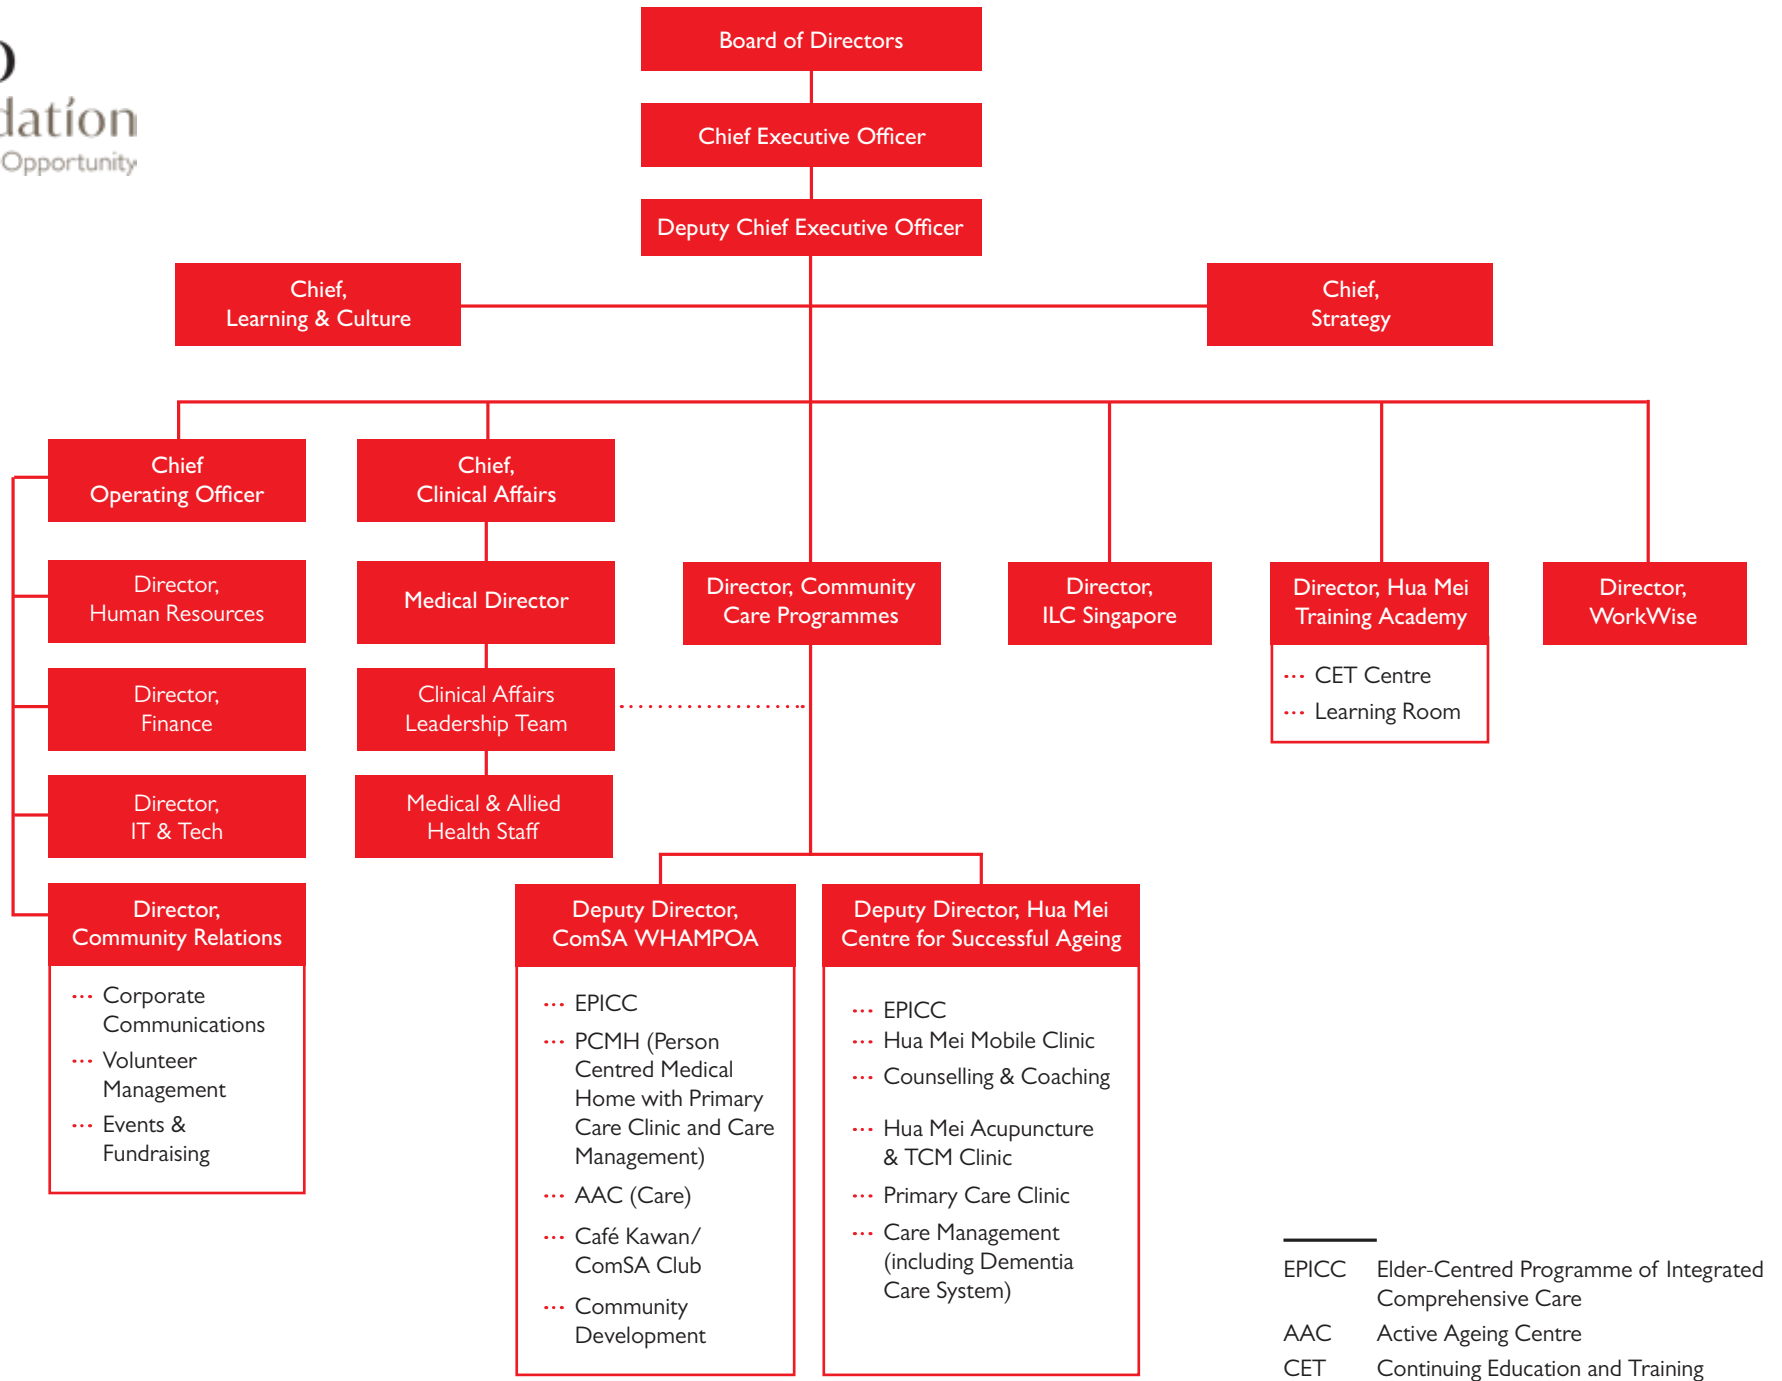 dation
Opportunity
Board of Directors
Chief Executive Officer
Deputy Chief Executive Officer
Chief,
Learning & Culture
Chief,
Strategy
Chief
Operating Officer
Chief,
Clinical Affairs
Director,
Human Resources
Medical Director
Director, Community
Care Programmes
Director,
ILC Singapore
Director, Hua Mei
Training Academy
··· CET Centre
··· Learning Room
Director,
WorkWise
Director,
Finance
Clinical Affairs
Leadership Team
Director,
IT & Tech
Medical & Allied
Health Staff
Director,
Community Relations
··· Corporate
Communications
··· Volunteer
Management
··· Events &
Fundraising
Deputy Director,
ComSA WHAMPOA
··· EPICC
··· PCMH (Person
Centred Medical
Home with Primary
Care Clinic and Care
Management)
··· AAC (Care)
··· Café Kawan/
ComSA Club
··· Community
Development
Deputy Director, Hua Mei
Centre for Successful Ageing
··· EPICC
··· Hua Mei Mobile Clinic
··· Counselling & Coaching
··· Hua Mei Acupuncture
& TCM Clinic
··· Primary Care Clinic
··· Care Management
(including Dementia
Care System)
EPICC Elder-Centred Programme of Integrated
Comprehensive Care
AAC Active Ageing Centre
CET Continuing Education and Training